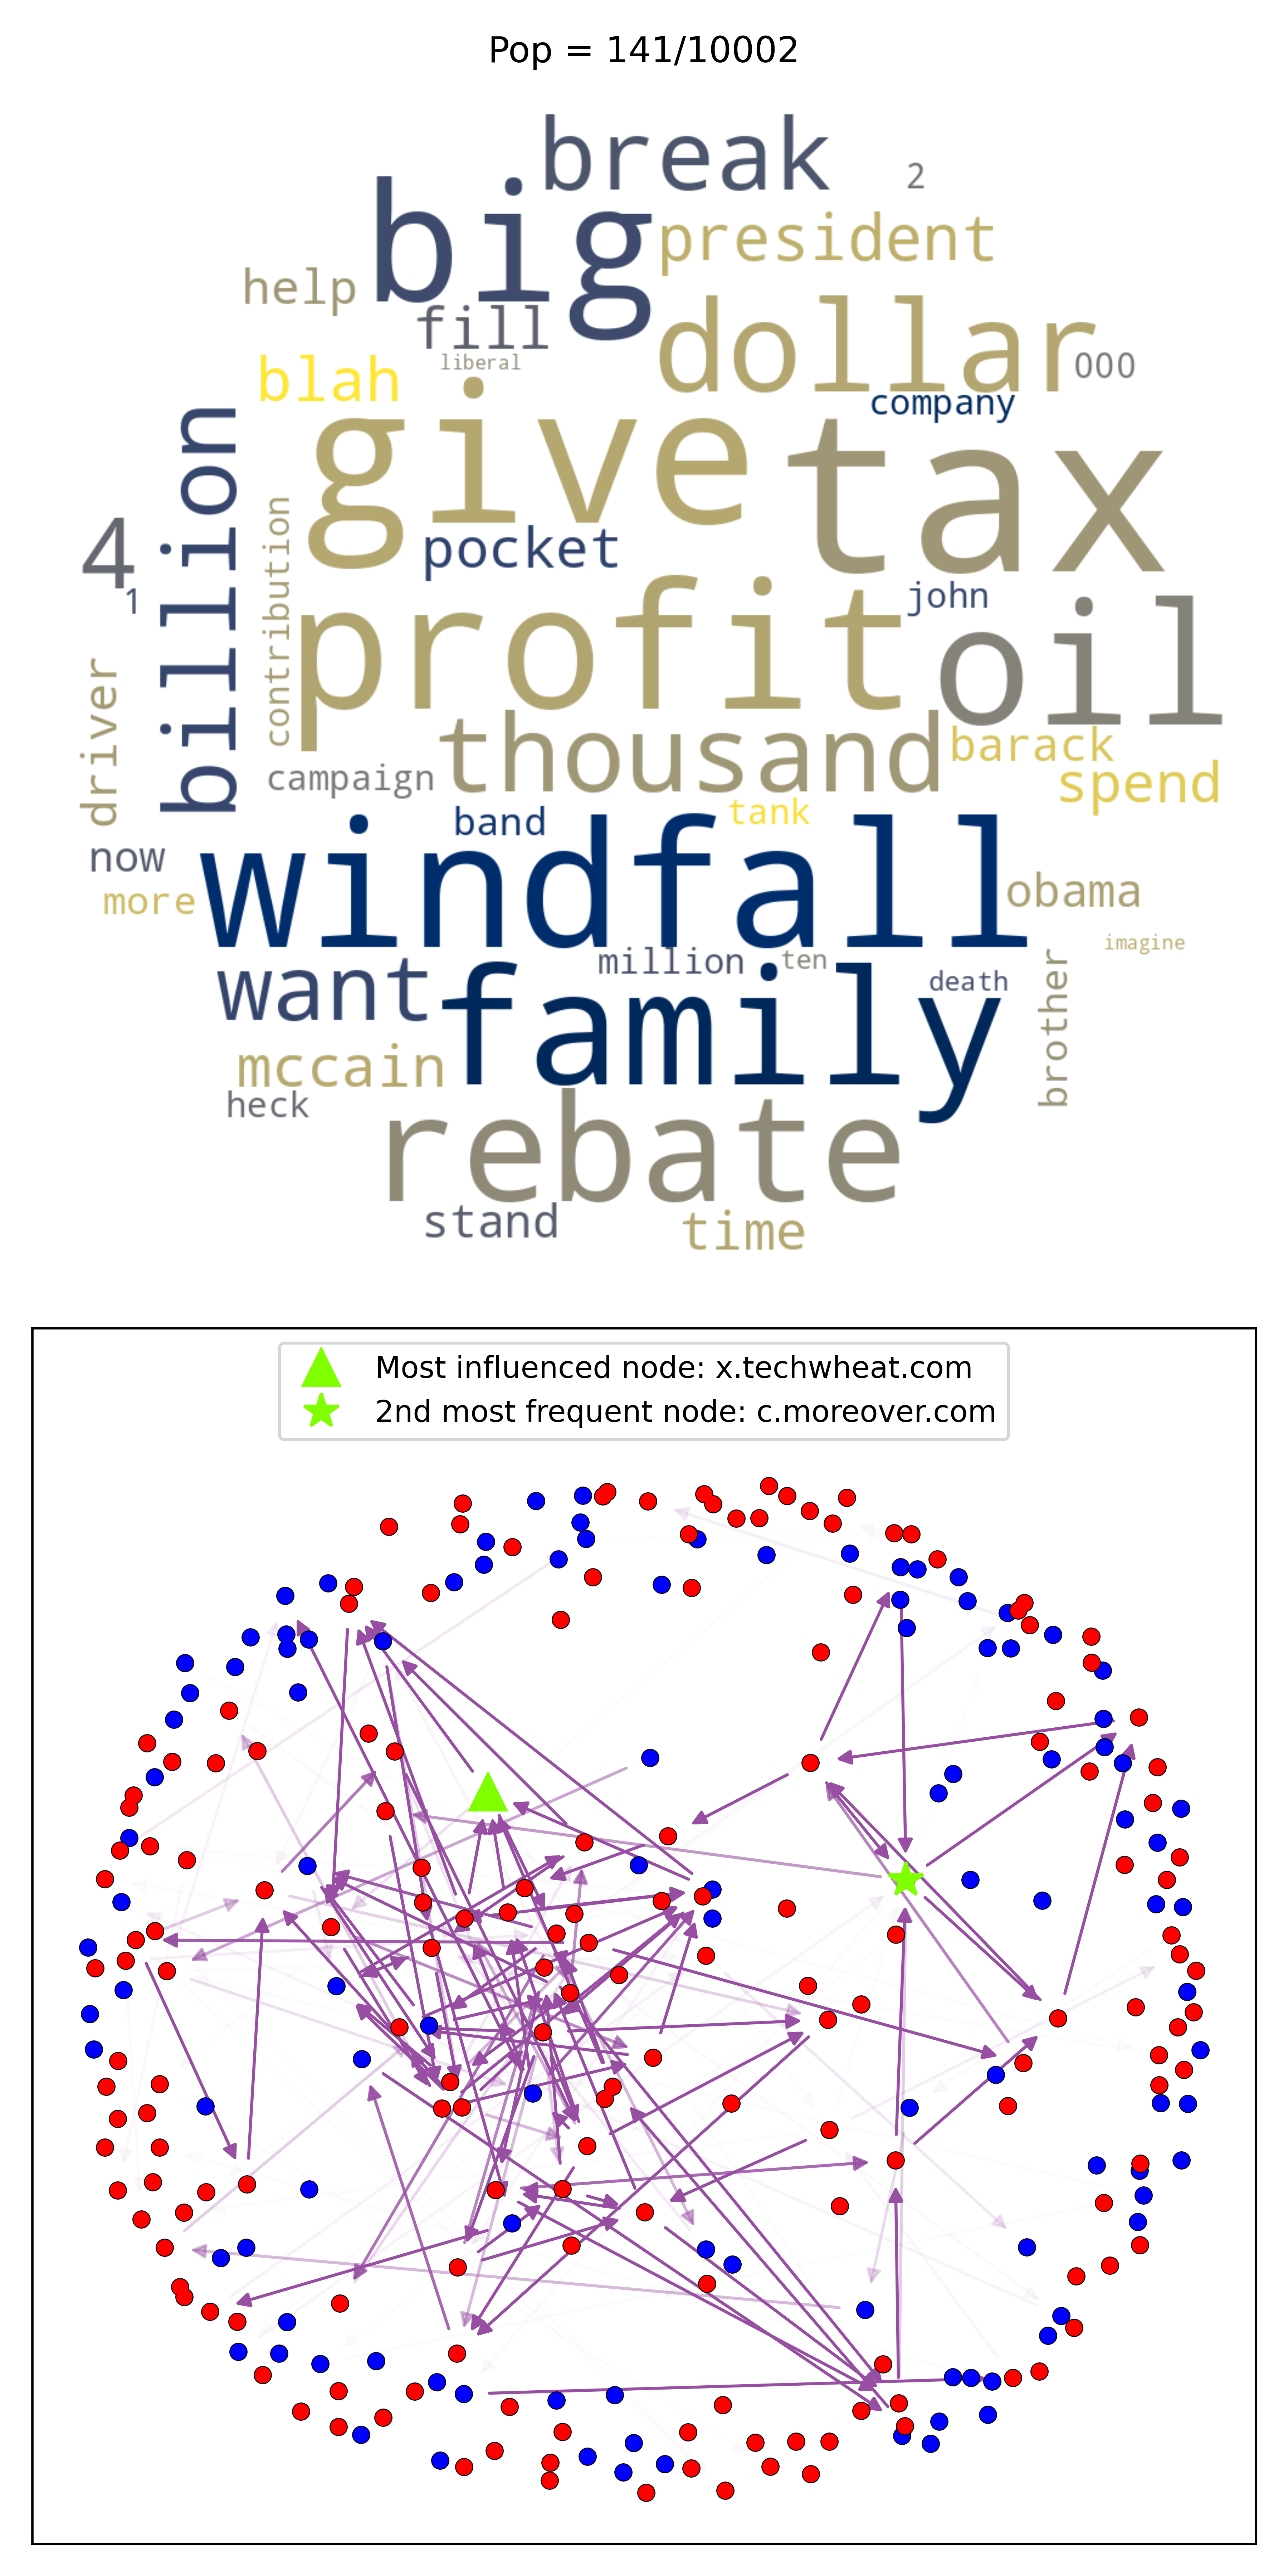 Pop = 141/10002
break
2
big
president
help
fill
dollar
liberal
000
blah
company
give
tax
billion
contribution
4
pocket
1
john
profit
oil
driver
thousand
barack
campaign
spend
tank
band
now
windfall
more
obama
imagine
million
ten
want
family
death
brother
mccain
heck
rebate
stand
time
Most influenced node: x.techwheat.com
2nd most frequent node: c.moreover.com